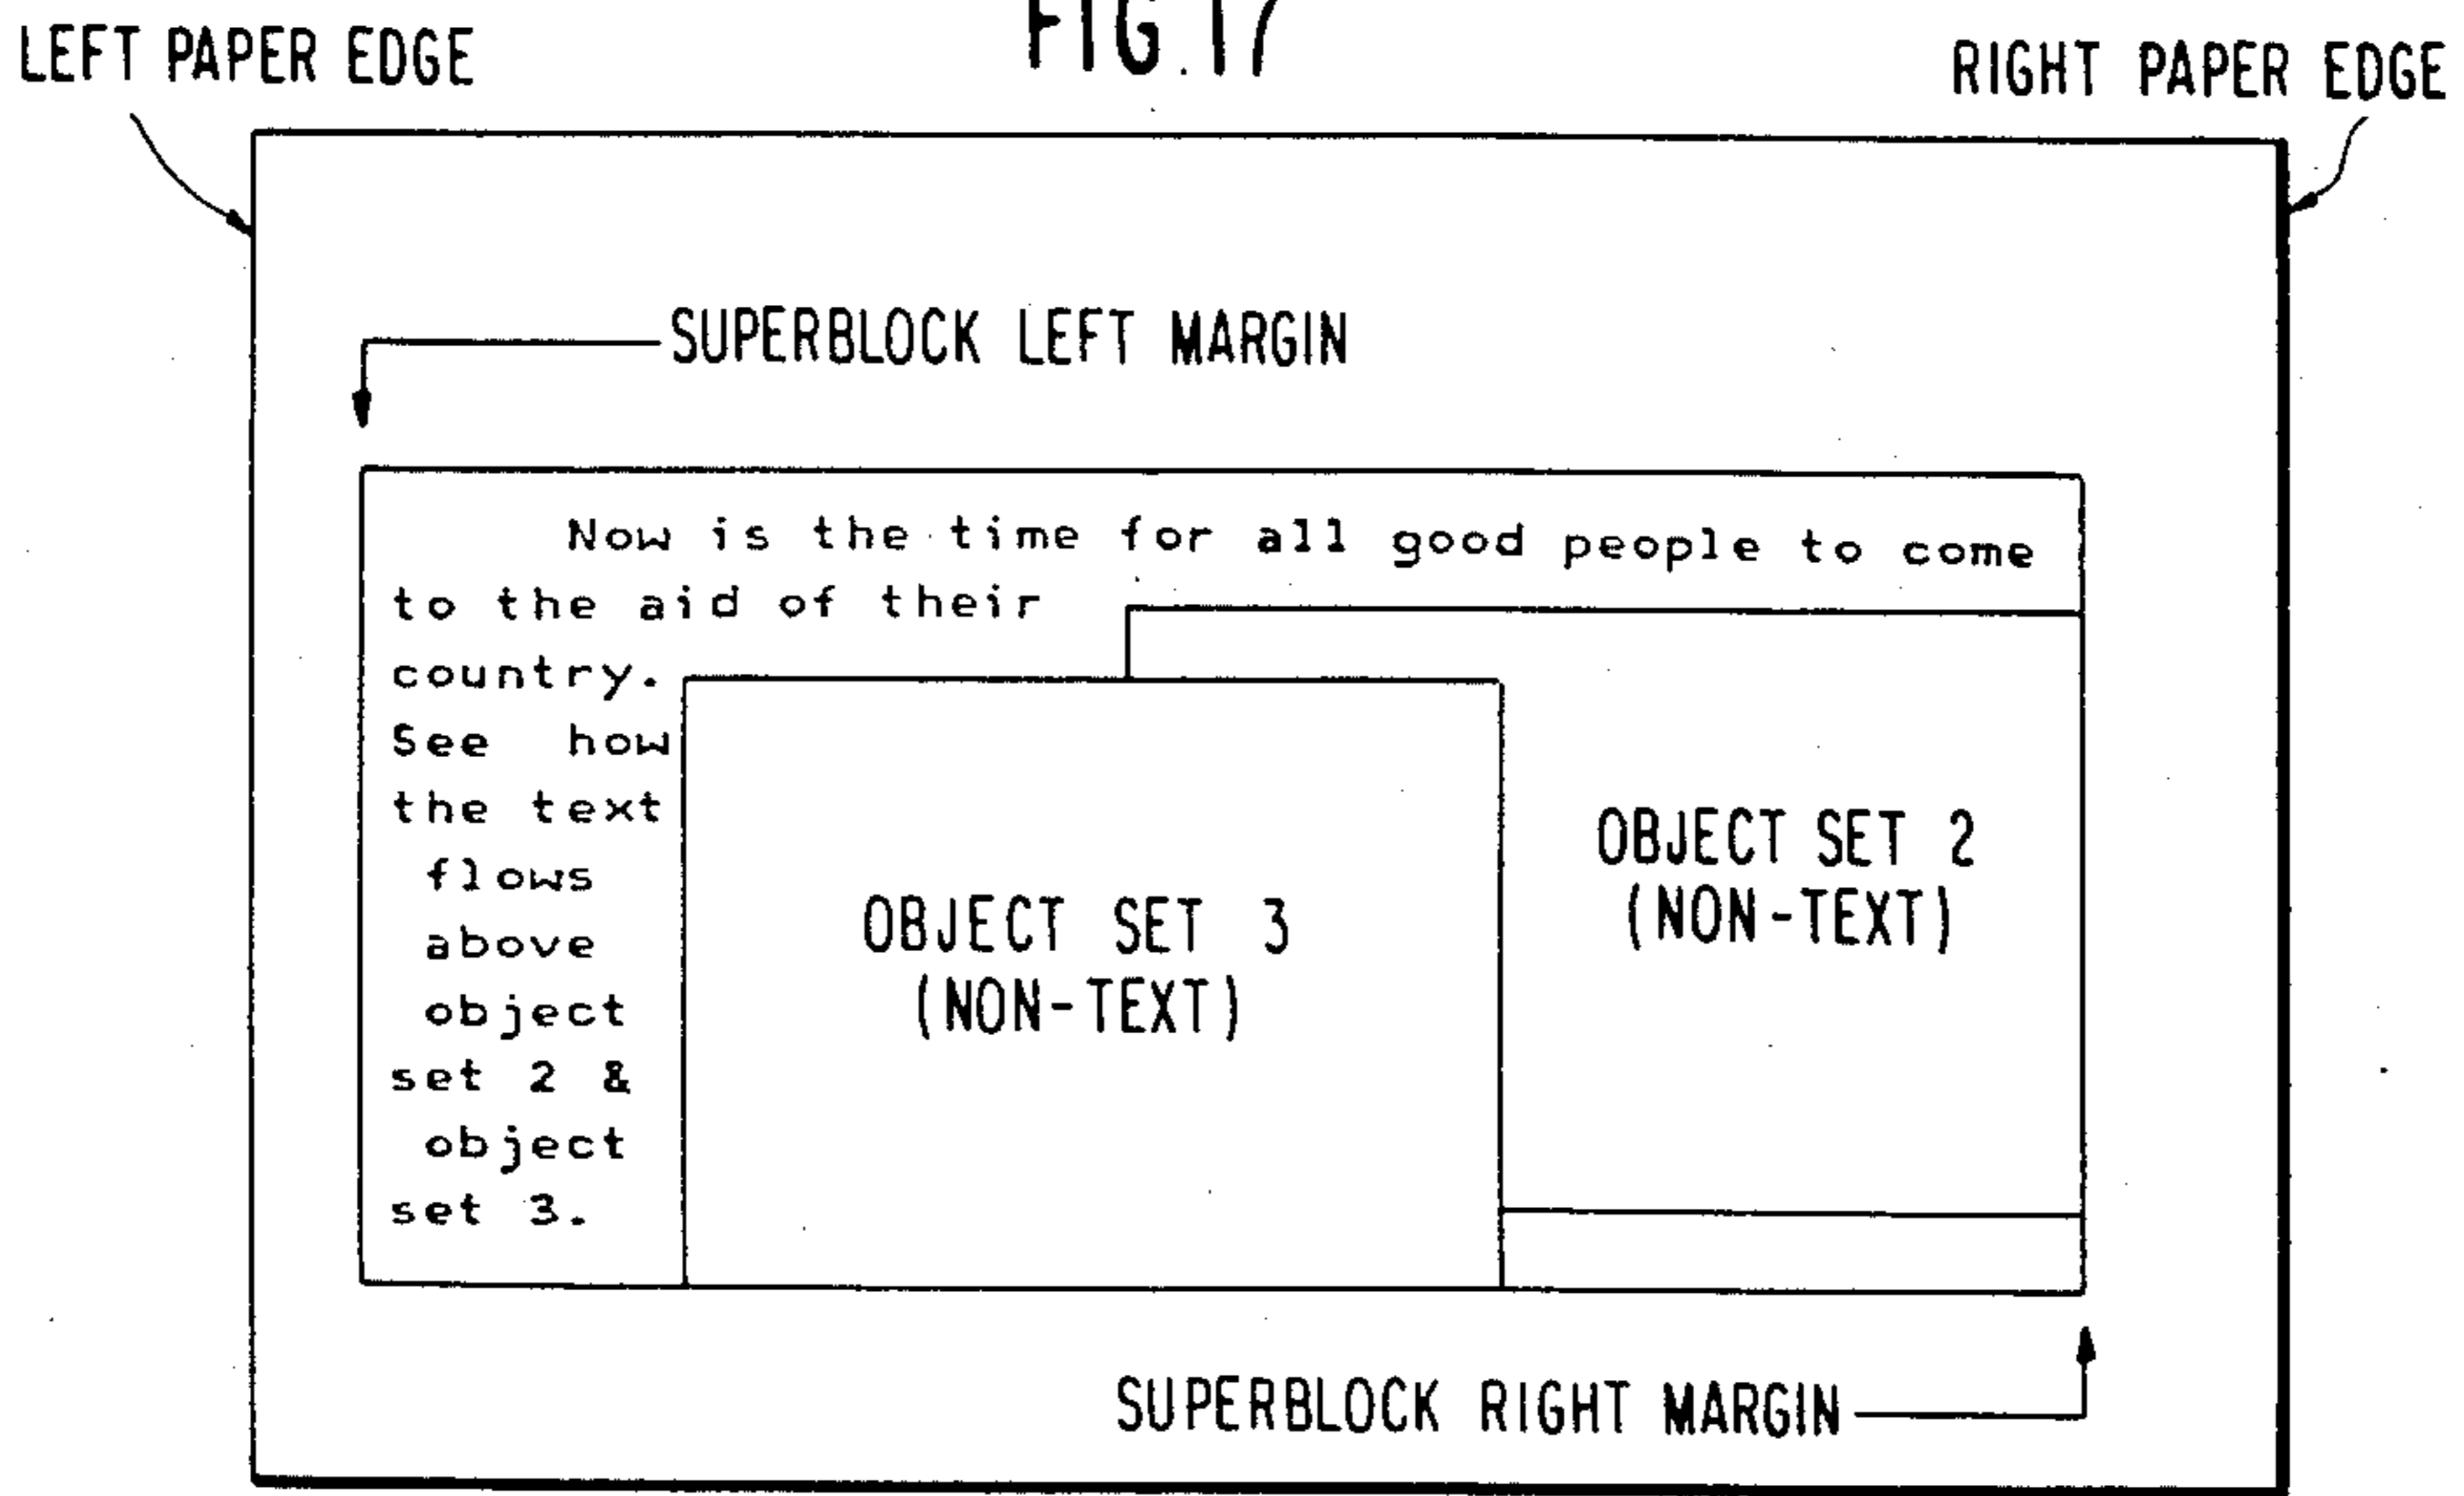 FIG.17
LEFT PAPER EDGE
RIGHT PAPER EDGE
SUPERBLOCK LEFT MARGIN
Now is the time for all good people to come
to the aid of their
country.
See how
the text
flows
above
object
set 2 &
object
set 3.
OBJECT SET 3
(NON-TEXT)
OBJECT SET 2
(NON-TEXT)
SUPERBLOCK RIGHT MARGIN